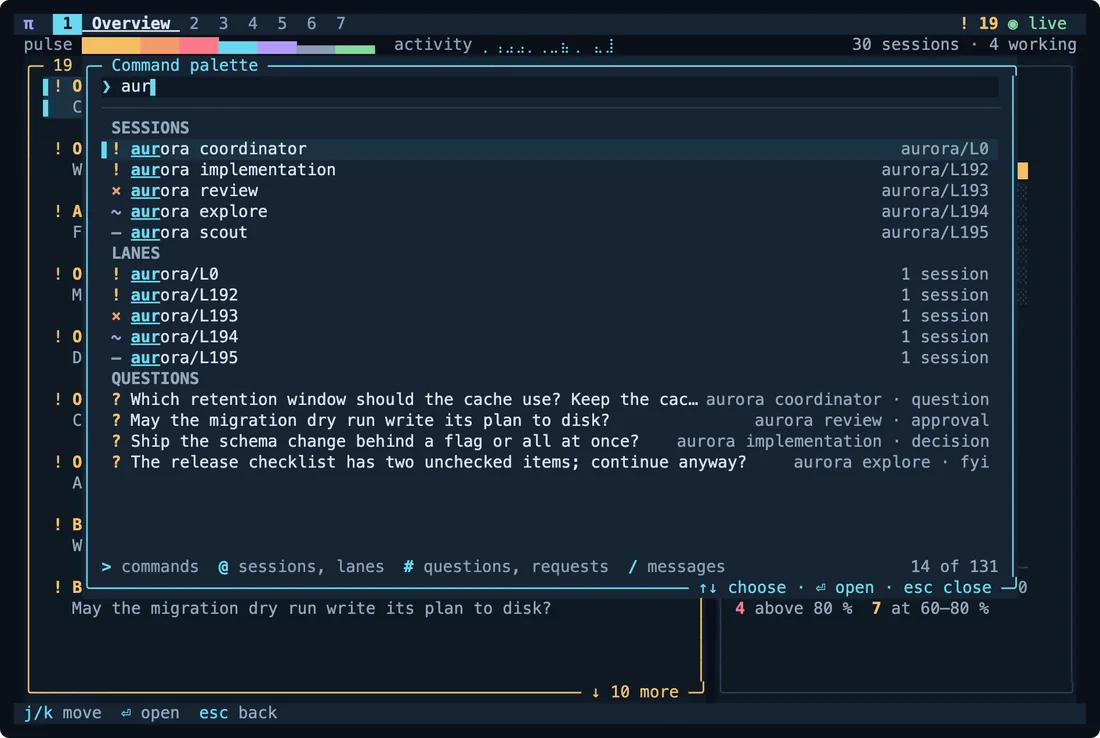 π 1 Overview 2 3 4 5 6 7 ! 19 ◉ live
pulse activity 30 sessions · 4 working
19 Command palette
! O ❯ aur
C
SESSIONS
! aurora coordinator aurora/L0
! O ! aurora implementation aurora/L192
W × aurora review aurora/L193
! A ~ aurora explore aurora/L194
F — aurora scout aurora/L195
LANES
! O ! aurora/L0 1 session
M ! aurora/L192 1 session
× aurora/L193 1 session
! O ~ aurora/L194 1 session
D — aurora/L195 1 session
QUESTIONS
! O ? Which retention window should the cache use? Keep the cac… aurora coordinator · question
C ? May the migration dry run write its plan to disk? aurora review · approval
? Ship the schema change behind a flag or all at once? aurora implementation · decision
! O ? The release checklist has two unchecked items; continue anyway? aurora explore · fyi
A
! B
W
> commands @ sessions, lanes # questions, requests / messages 14 of 131
! B ↑↓ choose · ⏎ open · esc close 0
May the migration dry run write its plan to disk? 4 above 80 % 7 at 60–80 %
↓ 10 more
j/k move ⏎ open esc back